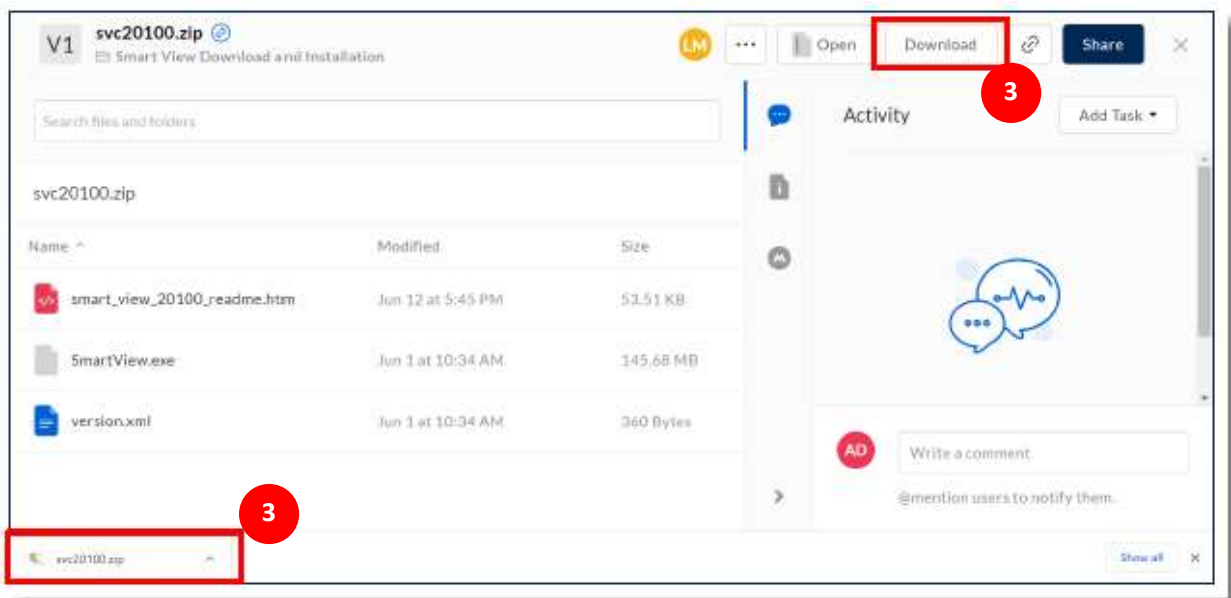 V1 svc20100.zip
Smart View Download and Installation
LM ... Open Download Share
3
Search files and folders
Activity Add Task
svc20100.zip
Name Modified Size
smart_view_20100_readme.htm Jun 12 at 5:45 PM 53.51 KB
SmartView.exe Jun 1 at 10:34 AM 145.68 MB
version.xml Jun 1 at 10:34 AM 360 Bytes
AD Write a comment
@mention users to notify them.
3
svc20100.zip Show all